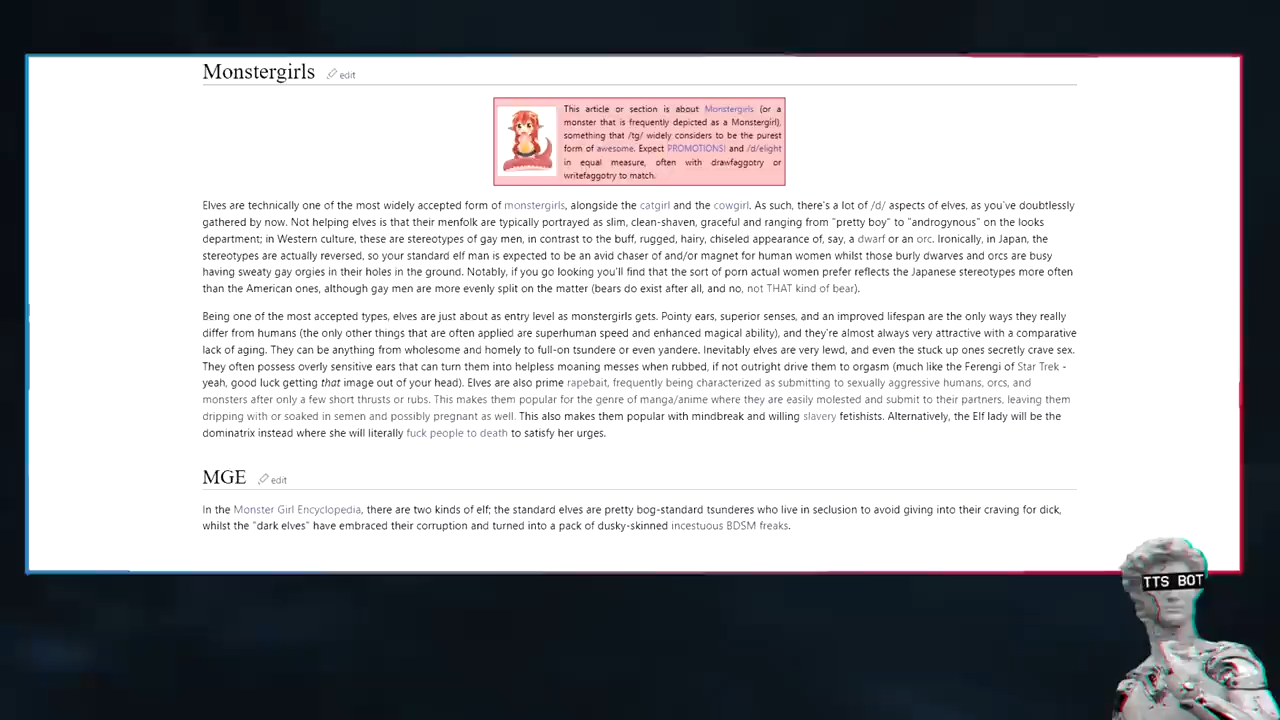 Monstergirls edit
This article or section is about Monstergirls (or a
monster that is frequently depicted as a Monstergirl),
something that /tg/ widely considers to be the purest
form of awesome. Expect PROMOTIONS! and /d/elight
in equal measure, often with drawfaggotry or
writefaggotry to match.
Elves are technically one of the most widely accepted form of monstergirls, alongside the catgirl and the cowgirl. As such, there's a lot of /d/ aspects of elves, as you've doubtlessly
gathered by now. Not helping elves is that their menfolk are typically portrayed as slim, clean-shaven, graceful and ranging from "pretty boy" to "androgynous" on the looks
department; in Western culture, these are stereotypes of gay men, in contrast to the buff, rugged, hairy, chiseled appearance of, say, a dwarf or an orc. Ironically, in Japan, the
stereotypes are actually reversed, so your standard elf man is expected to be an avid chaser of and/or magnet for human women whilst those burly dwarves and orcs are busy
having sweaty gay orgies in their holes in the ground. Notably, if you go looking you'll find that the sort of porn actual women prefer reflects the Japanese stereotypes more often
than the American ones, although gay men are more evenly split on the matter (bears do exist after all, and no, not THAT kind of bear).
Being one of the most accepted types, elves are just about as entry level as monstergirls gets. Pointy ears, superior senses, and an improved lifespan are the only ways they really
differ from humans (the only other things that are often applied are superhuman speed and enhanced magical ability), and they're almost always very attractive with a comparative
lack of aging. They can be anything from wholesome and homely to full-on tsundere or even yandere. Inevitably elves are very lewd, and even the stuck up ones secretly crave sex.
They often possess overly sensitive ears that can turn them into helpless moaning messes when rubbed, if not outright drive them to orgasm (much like the Ferengi of Star Trek -
yeah, good luck getting that image out of your head). Elves are also prime rapebait, frequently being characterized as submitting to sexually aggressive humans, orcs, and
monsters after only a few short thrusts or rubs. This makes them popular for the genre of manga/anime where they are easily molested and submit to their partners, leaving them
dripping with or soaked in semen and possibly pregnant as well. This also makes them popular with mindbreak and willing slavery fetishists. Alternatively, the Elf lady will be the
dominatrix instead where she will literally fuck people to death to satisfy her urges.
MGE edit
In the Monster Girl Encyclopedia, there are two kinds of elf; the standard elves are pretty bog-standard tsunderes who live in seclusion to avoid giving into their craving for dick,
whilst the "dark elves" have embraced their corruption and turned into a pack of dusky-skinned incestuous BDSM freaks.
TTS BOT